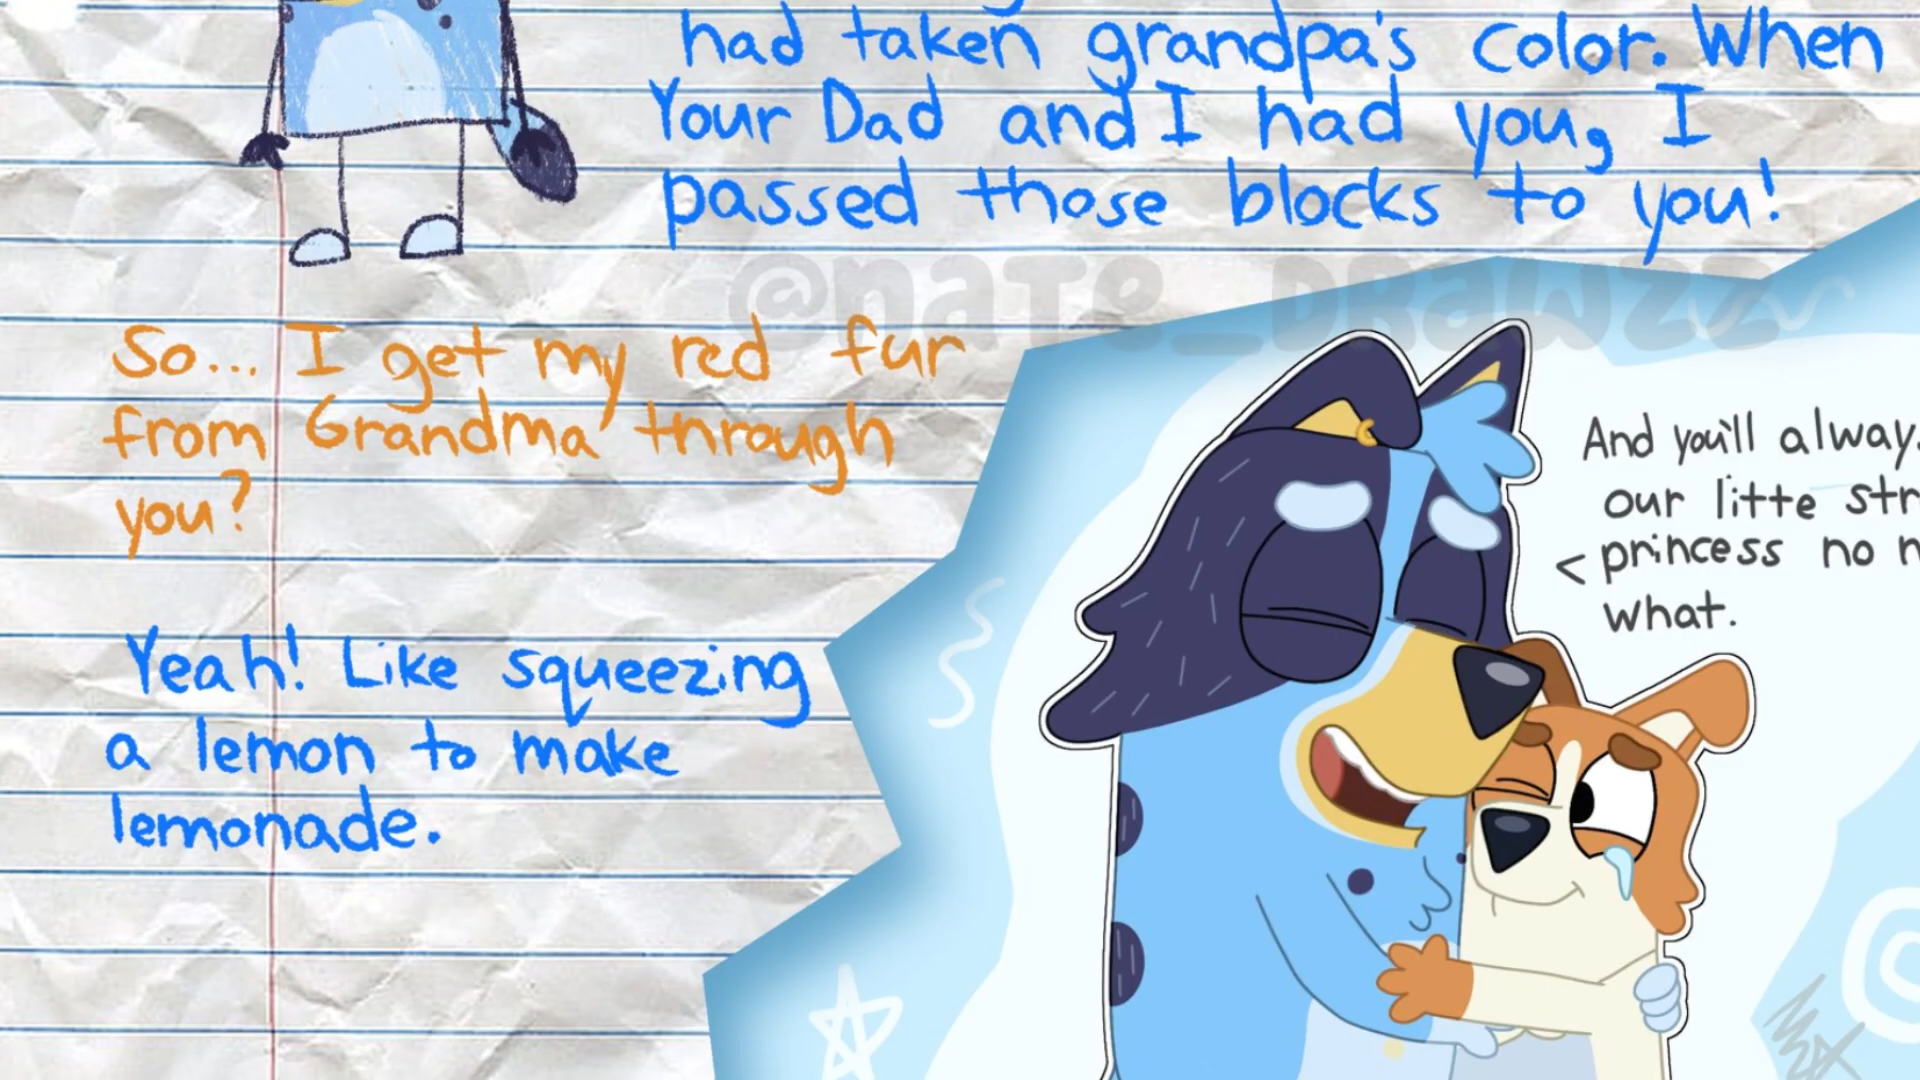 had taken grandpa's color. When
Your Dad and I had you, I
passed those blocks to you!
@nate_Drawzz
So... I get my red fur
from Grandma through
you?
Yeah! Like squeezing
a lemon to make
lemonade.
And you'll alway
our litte str
< princess no
what.